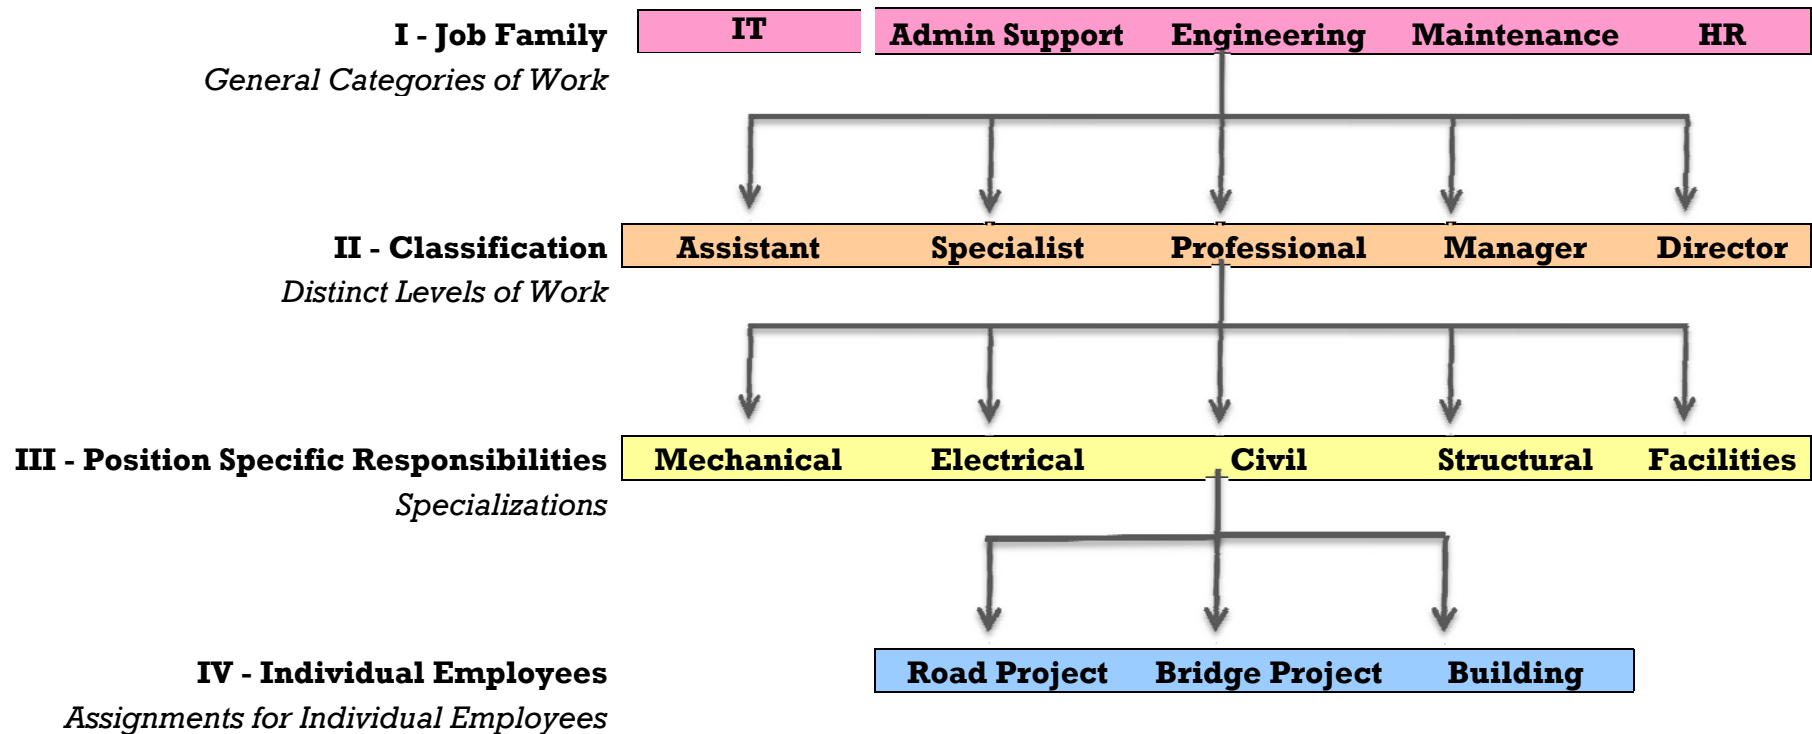 I - Job Family IT Admin Support Engineering Maintenance HR
General Categories of Work
II - Classification Assistant Specialist Professional Manager Director
Distinct Levels of Work
III - Position Specific Responsibilities Mechanical Electrical Civil Structural Facilities
Specializations
IV - Individual Employees Road Project Bridge Project Building
Assignments for Individual Employees